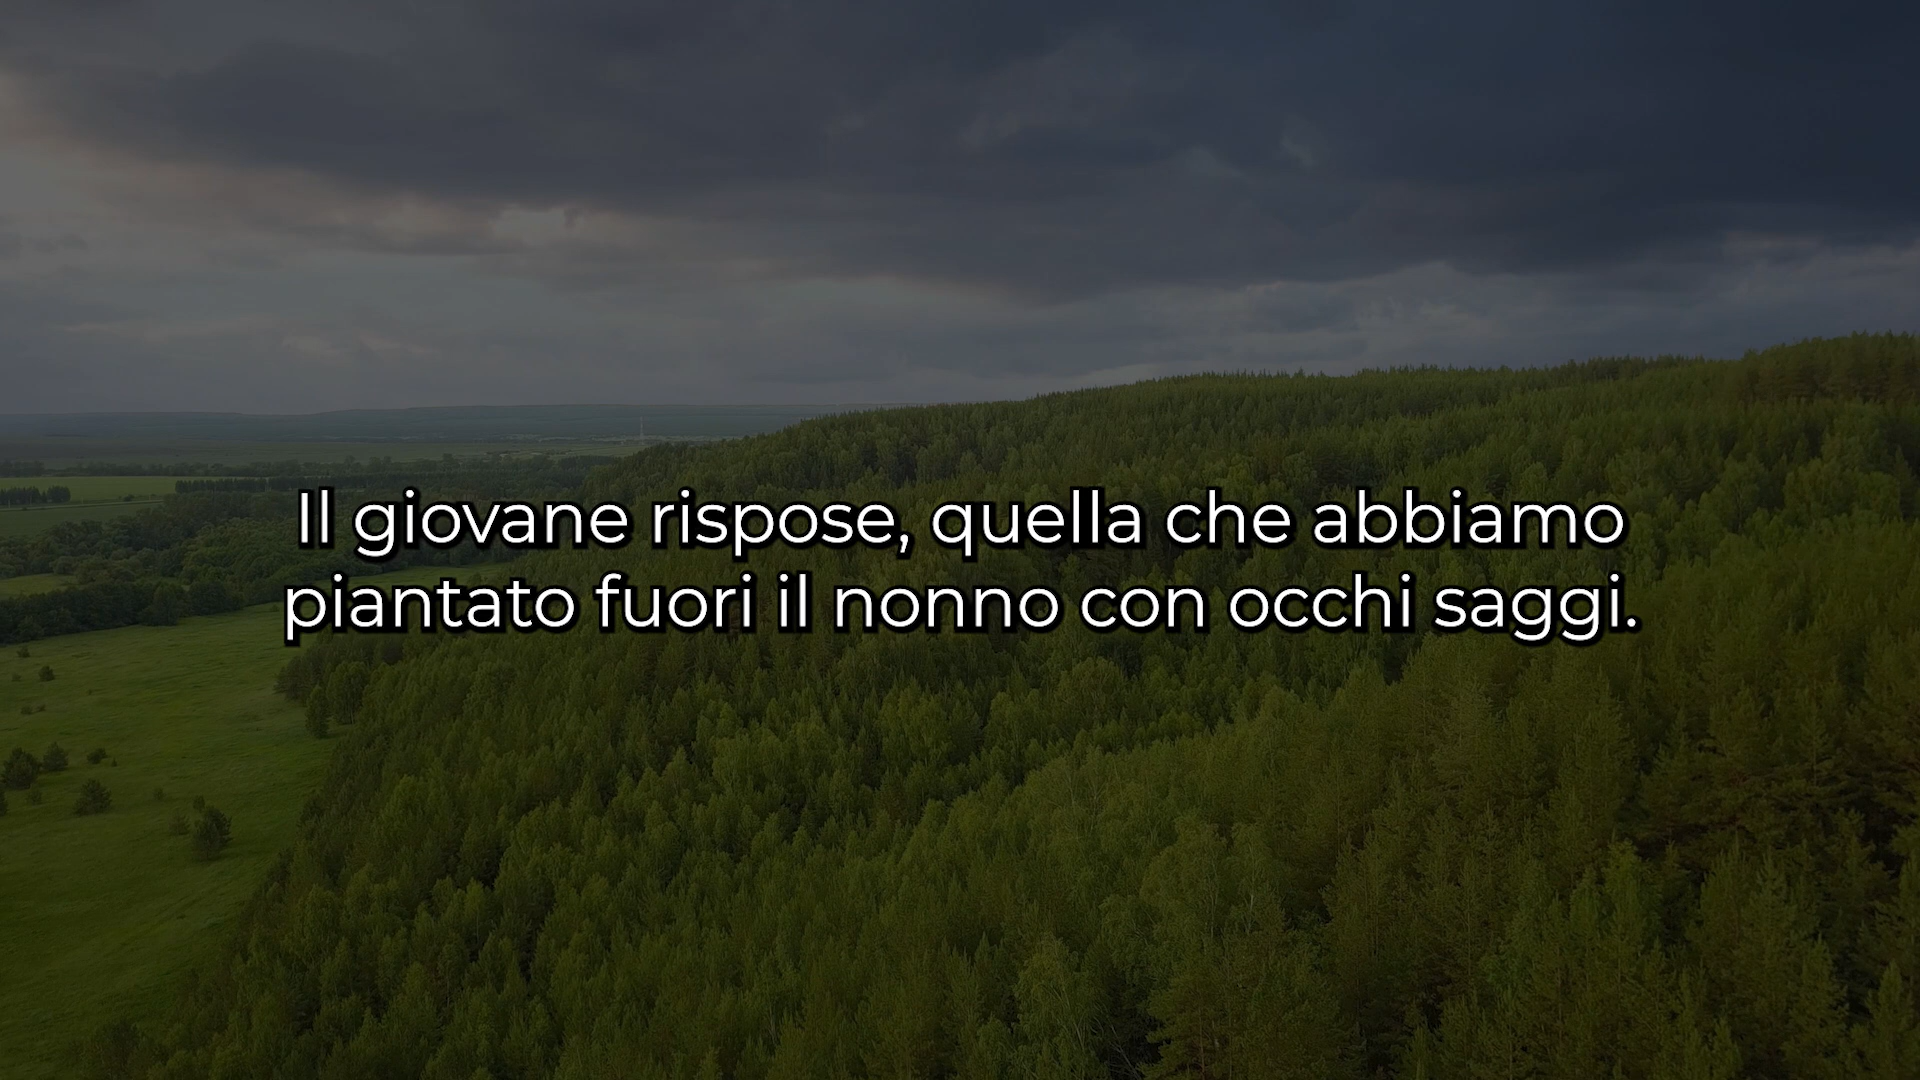 Il giovane rispose, quella che abbiamo
piantato fuori il nonno con occhi saggi.